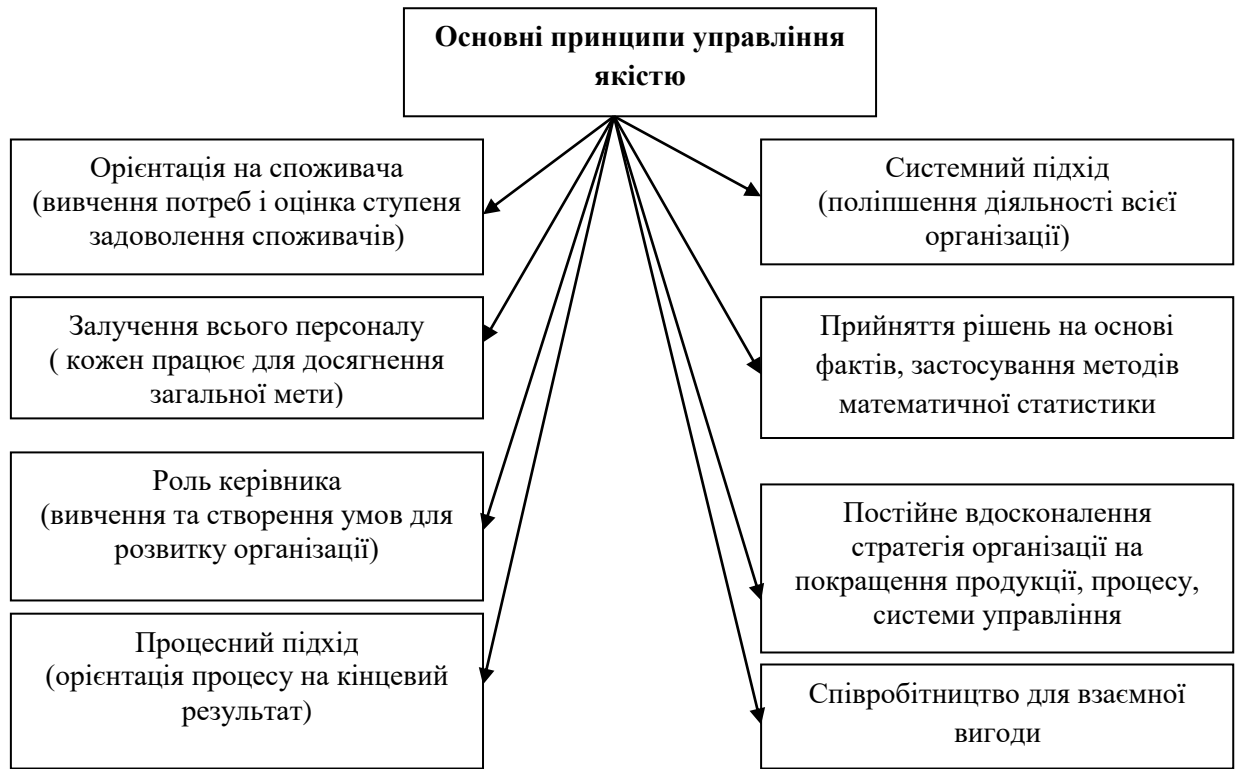 Основні принципи управління
якістю
Орієнтація на споживача
(вивчення потреб і оцінка ступеня
задоволення споживачів)
Залучення всього персоналу
( кожен працює для досягнення
загальної мети)
Роль керівника
(вивчення та створення умов для
розвитку організації)
Процесний підхід
(орієнтація процесу на кінцевий
результат)
Системний підхід
(поліпшення діяльності всієї
організації)
Прийняття рішень на основі
фактів, застосування методів
математичної статистики
Постійне вдосконалення
стратегія організації на
покращення продукції, процесу,
системи управління
Співробітництво для взаємної
вигоди